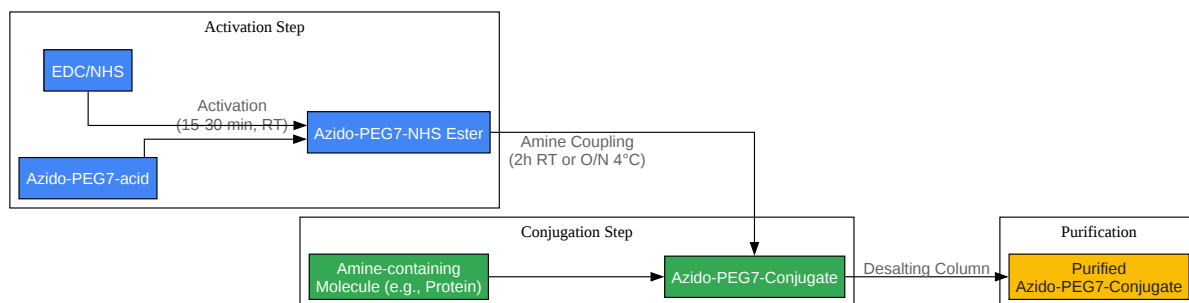 Activation Step
EDC/NHS
Activation
(15-30 min, RT)
Azido-PEG7-NHS Ester
Azido-PEG7-acid
Amine Coupling
(2h RT or O/N 4°C)
Conjugation Step
Amine-containing
Molecule (e.g., Protein)
Azido-PEG7-Conjugate
Desalting Column
Purification
Purified
Azido-PEG7-Conjugate